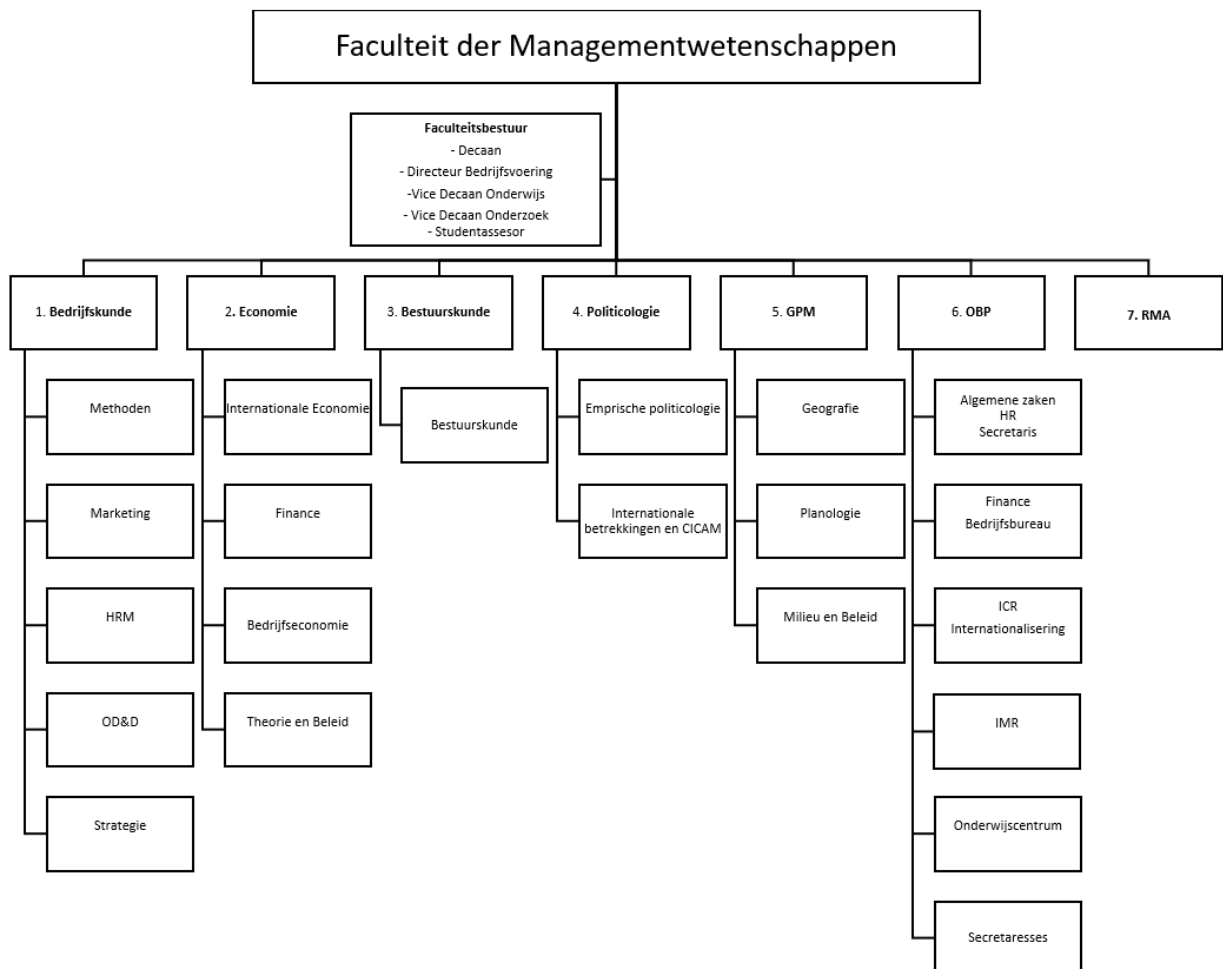 Faculteit der Managementwetenschappen
Faculteitsbestuur
- Decaan
- Directeur Bedrijfsvoering
-Vice Decaan Onderwijs
- Vice Decaan Onderzoek
- Studentassesor
1. Bedrijfskunde
2. Economie
3. Bestuurskunde
4. Politicologie
5. GPM
6. OBP
7. RMA
Methoden
Marketing
HRM
OD&D
Strategie
Internationale Economie
Finance
Bedrijfseconomie
Theorie en Beleid
Bestuurskunde
Emprische politicologie
Internationale
betrekkingen en CICAM
Geografie
Planologie
Milieu en Beleid
Algemene zaken
HR
Secretaris
Finance
Bedrijfsbureau
ICR
Internationalisering
IMR
Onderwijscentrum
Secretaresses